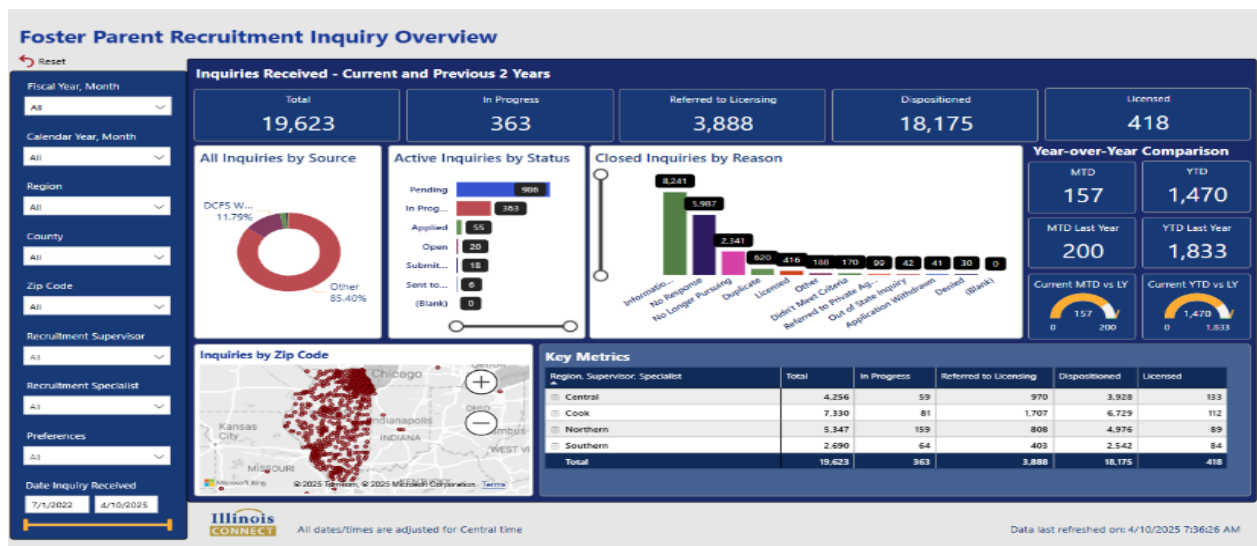 Foster Parent Recruitment Inquiry Overview
Reset
Fiscal Year, Month
All
Calendar Year, Month
All
Region
All
County
All
Zip Code
All
Recruitment Supervisor
All
Recruitment Specialist
All
Preferences
All
Date Inquiry Received
7/1/2022 4/10/2025
Inquiries Received - Current and Previous 2 Years
Total
19,623
In Progress
363
Referred to Licensing
3,888
Dispositioned
18,175
Licensed
418
All Inquiries by Source
DCFS W...
11.79%
Other
85.40%
Active Inquiries by Status
Pending 986
In Prog... 363
Applied 55
Open 20
Submit... 18
Sent to... 6
(Blank) 0
Closed Inquiries by Reason
8,241 5,987 2,341 620 416 188 170 99 42 41 30 0
Informatio...
No Response
No Longer Pursuing
Duplicate
Licensed
Other
Didn't Meet Criteria
Referred to Private Ag...
Out of State Inquiry
Application Withdrawn
Denied
(Blank)
Year-over-Year Comparison
MTD
157
YTD
1,470
MTD Last Year
200
YTD Last Year
1,833
Current MTD vs LY
157
0 200
Current YTD vs LY
1,470
0 1,833
Inquiries by Zip Code
Chicago
Kansas
City
MISSOURI
INDIANA
OHIO
WEST VI
Microsoft Bing © 2025 TomTom, © 2025 Microsoft Corporation. Terms
Key Metrics
Region, Supervisor, Specialist Total In Progress Referred to Licensing Dispositioned Licensed
Central 4,256 59 970 3,928 133
Cook 7,330 81 1,707 6,729 112
Northern 5,347 159 808 4,976 89
Southern 2,690 64 403 2,542 84
Total 19,623 363 3,888 18,175 418
Illinois
CONNECT
All dates/times are adjusted for Central time
Data last refreshed on: 4/10/2025 7:36:26 AM